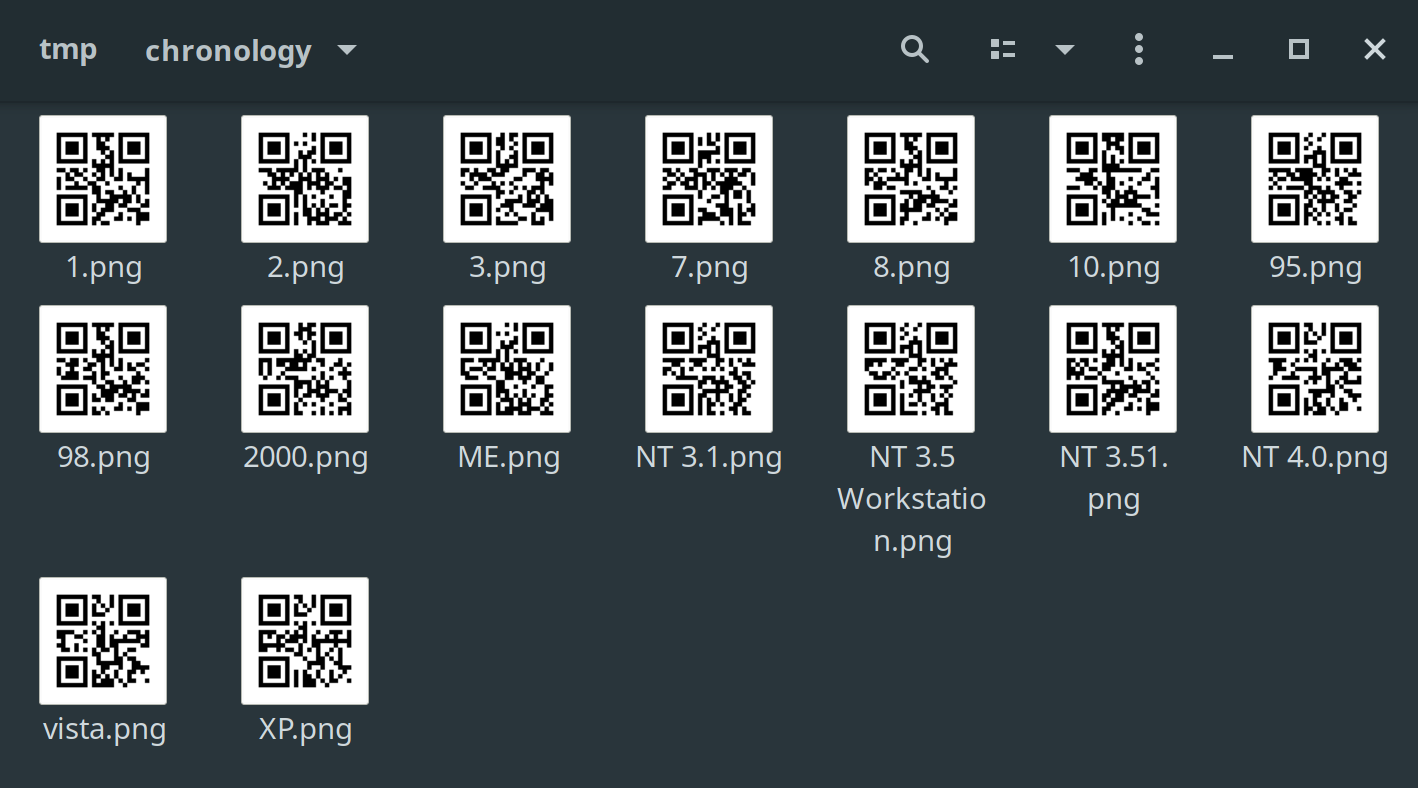 tmp chronology
1.png 2.png 3.png 7.png 8.png 10.png 95.png
98.png 2000.png ME.png NT 3.1.png NT 3.5 NT 3.51. NT 4.0.png
Workstatio png
n.png
vista.png XP.png